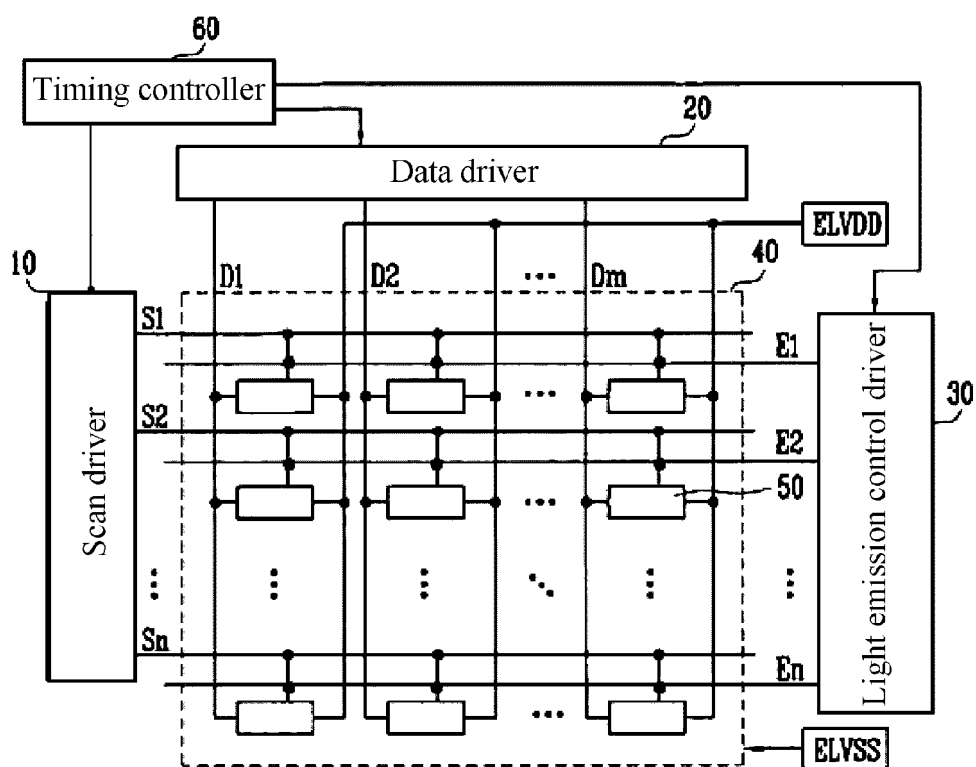 60
Timing controller
20
Data driver
ELVDD
10
D1 D2 ... Dm
40
S1
E1
Scan driver
Light emission control driver
30
S2
E2
50
Sn
En
ELVSS